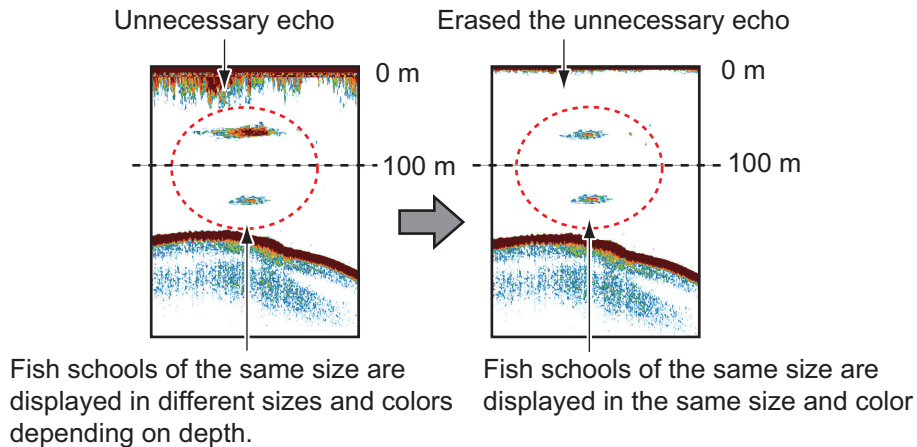 Unnecessary echo
Erased the unnecessary echo
0 m
0 m
100 m
100 m
Fish schools of the same size are
displayed in different sizes and colors
depending on depth.
Fish schools of the same size are
displayed in the same size and color